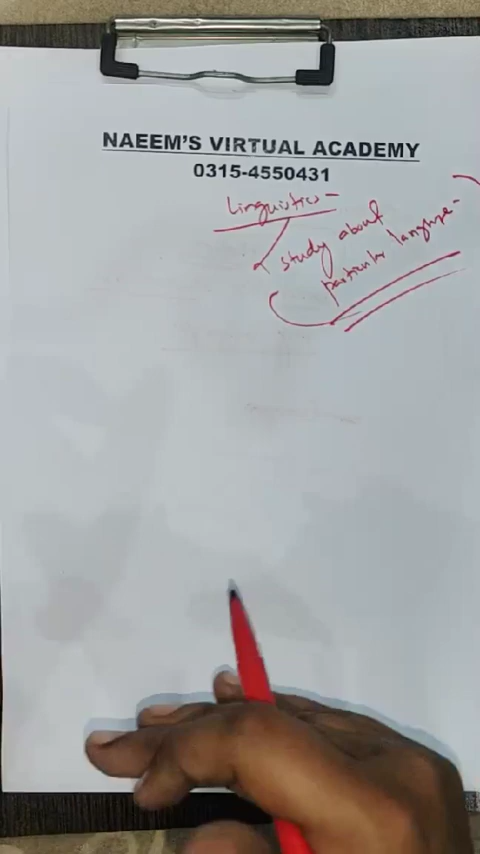 NAEEM'S VIRTUAL ACADEMY
0315-4550431
Linguistics
study about
particular language